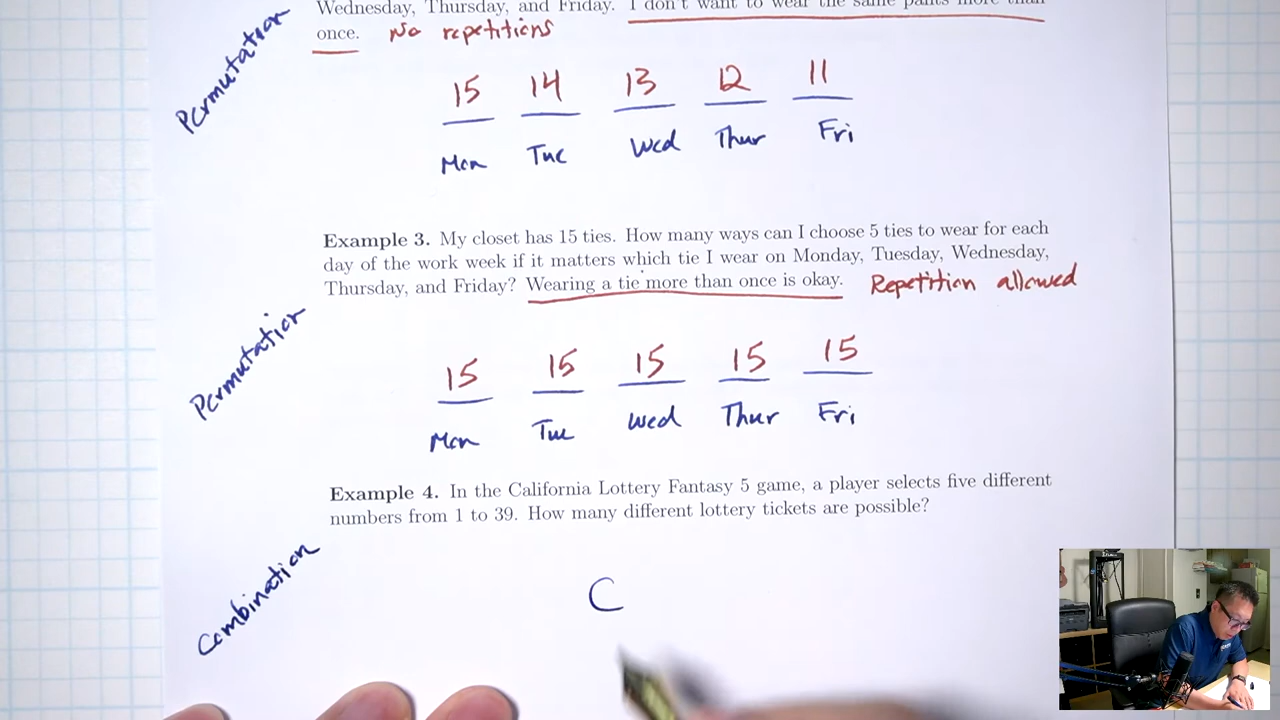 Wednesday, Thursday, and Friday. I don't want to wear the same pants more than
once. No repetitions
Permutation
15 14 13 12 11
Mon Tue Wed Thur Fri
Example 3. My closet has 15 ties. How many ways can I choose 5 ties to wear for each
day of the work week if it matters which tie I wear on Monday, Tuesday, Wednesday,
Thursday, and Friday? Wearing a tie more than once is okay. Repetition allowed
Permutation
15 15 15 15 15
Mon Tue Wed Thur Fri
Example 4. In the California Lottery Fantasy 5 game, a player selects five different
numbers from 1 to 39. How many different lottery tickets are possible?
Combination
C